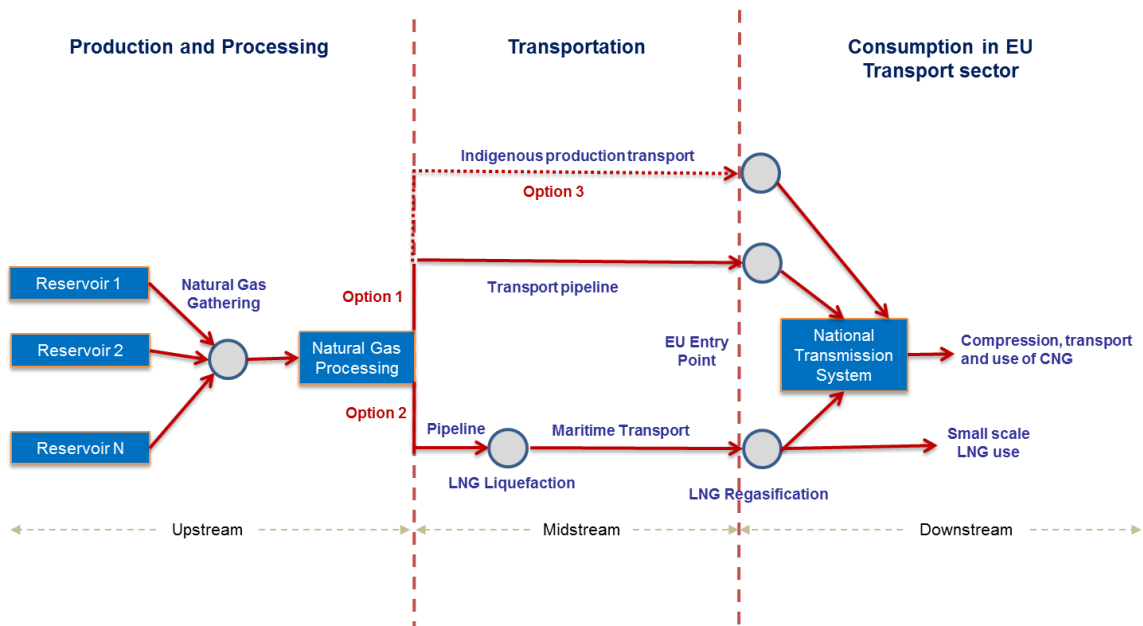 Production and Processing
Transportation
Consumption in EU
Transport sector
Indigenous production transport
Option 3
Reservoir 1
Natural Gas
Gathering
Option 1
Transport pipeline
Reservoir 2
Natural Gas
Processing
EU Entry
Point
National
Transmission
System
Compression, transport
and use of CNG
Option 2
Reservoir N
Pipeline
Maritime Transport
Small scale
LNG use
LNG Liquefaction
LNG Regasification
Upstream
Midstream
Downstream